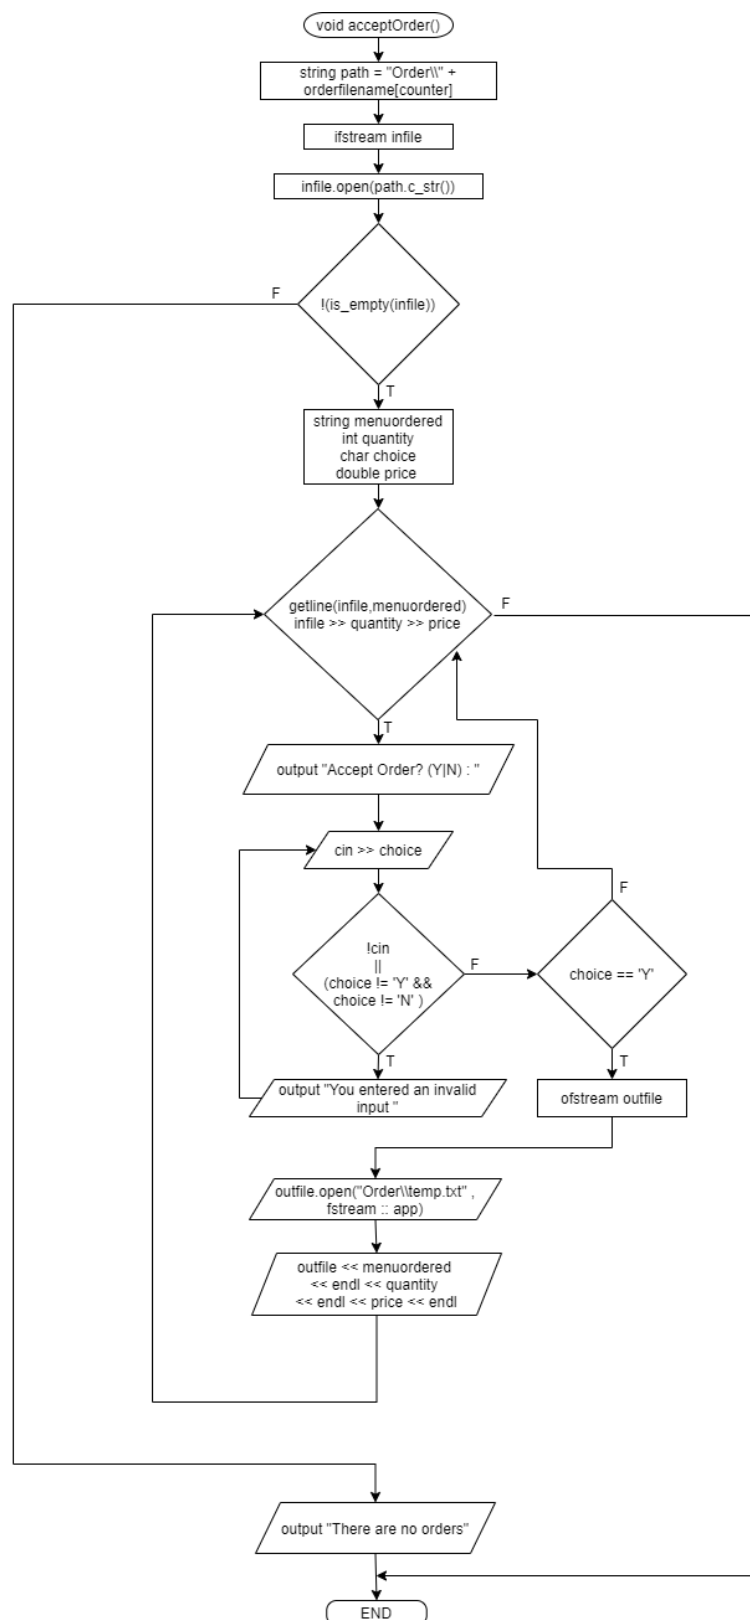 void acceptOrder()
string path = "Order\\" +
orderfilename[counter]
ifstream infile
infile.open(path.c_str())
F
!(is_empty(infile))
T
string menuordered
int quantity
char choice
double price
getline(infile,menuordered)
infile >> quantity >> price
F
T
output "Accept Order? (Y|N) : "
cin >> choice
!cin
||
(choice != 'Y' &&
choice != 'N' )
F
T
output "You entered an invalid
input "
F
choice == 'Y'
T
ofstream outfile
outfile.open("Order\\temp.txt" ,
fstream :: app)
outfile << menuordered
<< endl << quantity
<< endl << price << endl
output "There are no orders"
END